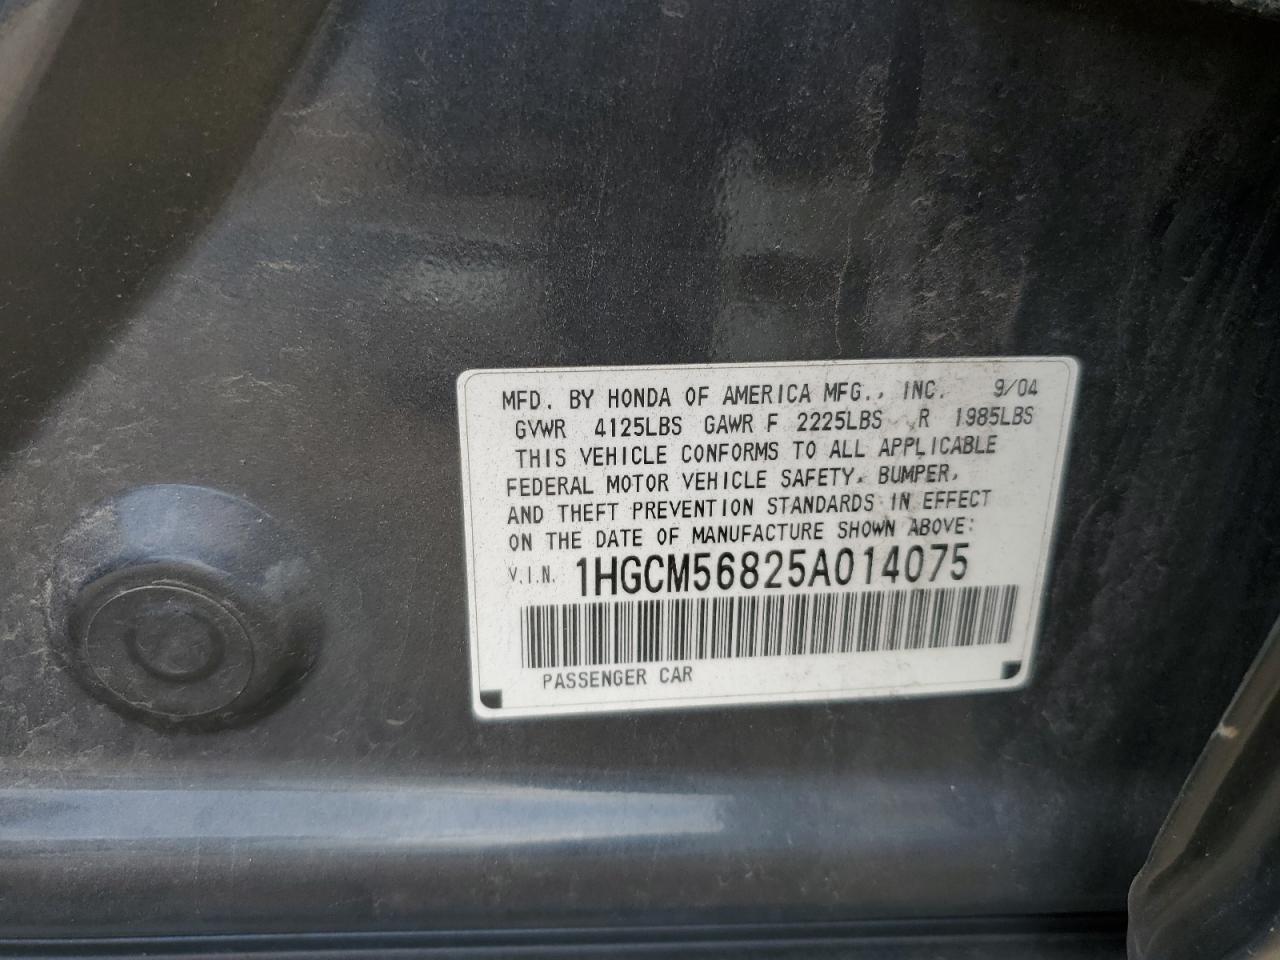 MFD. BY HONDA OF AMERICA MFG., INC. 9/04
GVWR 4125LBS GAWR F 2225LBS R 1985LBS
THIS VEHICLE CONFORMS TO ALL APPLICABLE
FEDERAL MOTOR VEHICLE SAFETY, BUMPER,
AND THEFT PREVENTION STANDARDS IN EFFECT
ON THE DATE OF MANUFACTURE SHOWN ABOVE:
V.I.N. 1HGCM56825A014075
PASSENGER CAR